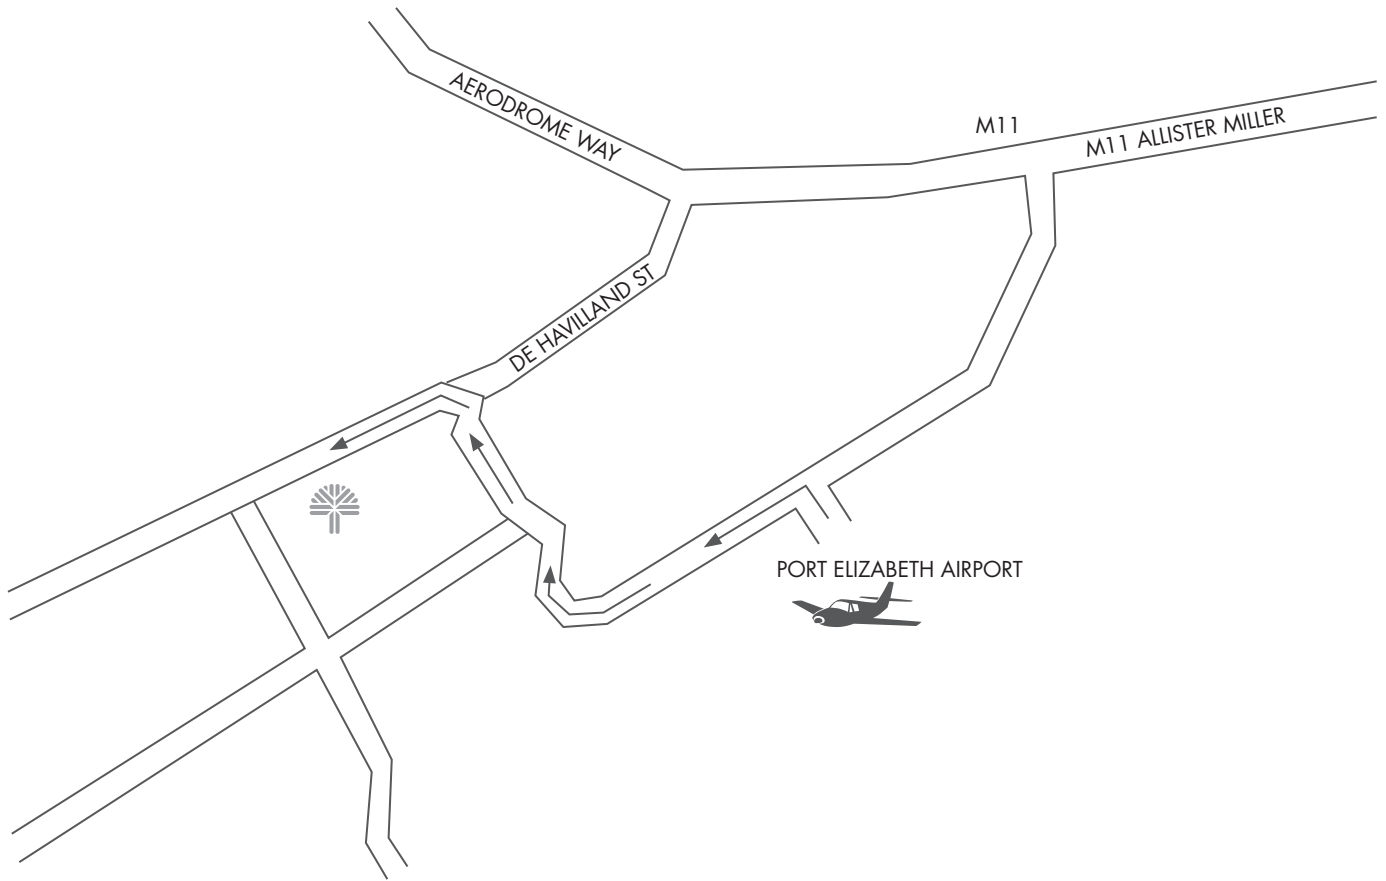 AERODROME WAY
M11
M11 ALLISTER MILLER
DE HAVILLAND ST
PORT ELIZABETH AIRPORT